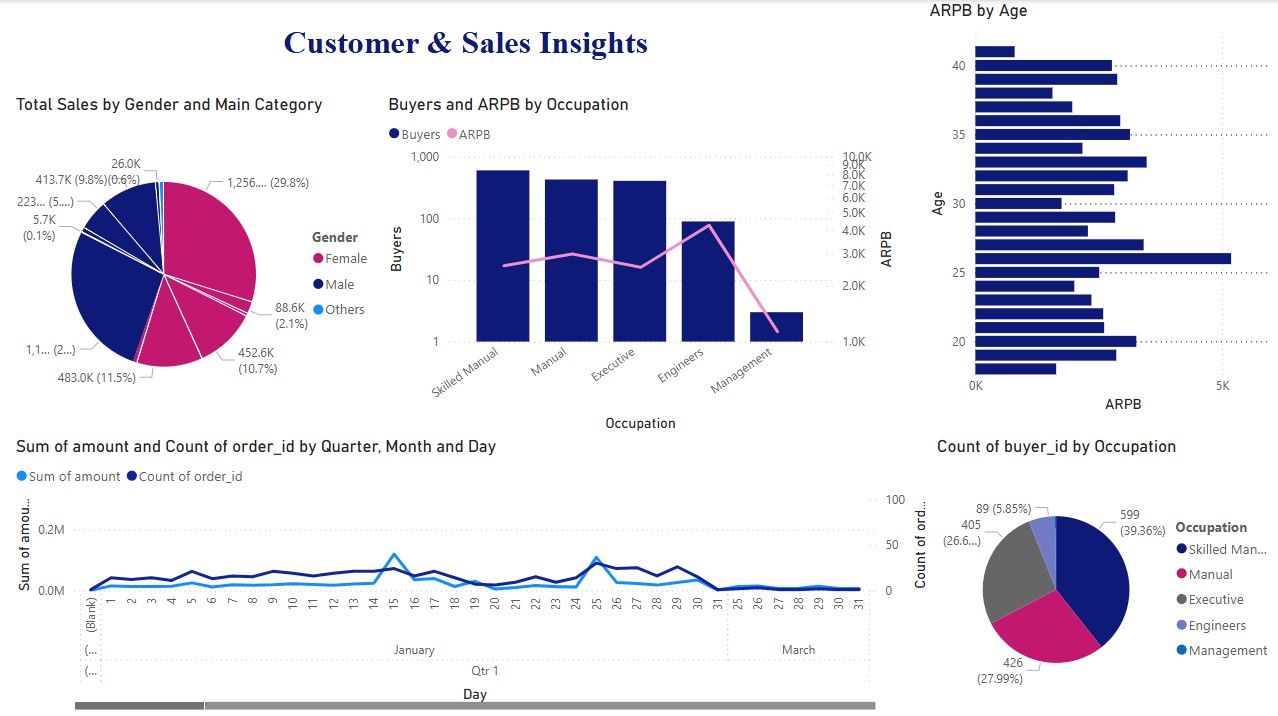 Customer & Sales Insights
Total Sales by Gender and Main Category
26.0K
(0.6%)
413.7K (9.8%)
223... (5....)
5.7K
(0.1%)
1,1... (2...)
483.0K (11.5%)
1,256.... (29.8%)
88.6K
(2.1%)
452.6K
(10.7%)
Gender
Female
Male
Others
Buyers and ARPB by Occupation
Buyers
ARPB
1,000
100
10
1
Buyers
10.0K
9.0K
8.0K
7.0K
6.0K
5.0K
4.0K
3.0K
2.0K
1.0K
ARPB
Skilled Manual
Manual
Executive
Engineers
Management
Occupation
ARPB by Age
40
35
30
25
20
Age
0K
5K
ARPB
Sum of amount and Count of order_id by Quarter, Month and Day
Sum of amount
Count of order_id
Sum of amou...
0.2M
0.0M
100
50
0
Count of ord...
(Blank)
1
2
3
4
5
6
7
8
9
10
11
12
13
14
15
16
17
18
19
20
21
22
23
24
25
26
27
28
29
30
31
25
26
27
28
29
30
31
(...
January
March
(...
Qtr 1
Day
Count of buyer_id by Occupation
89 (5.85%)
405
(26.6...)
599
(39.36%)
426
(27.99%)
Occupation
Skilled Man...
Manual
Executive
Engineers
Management